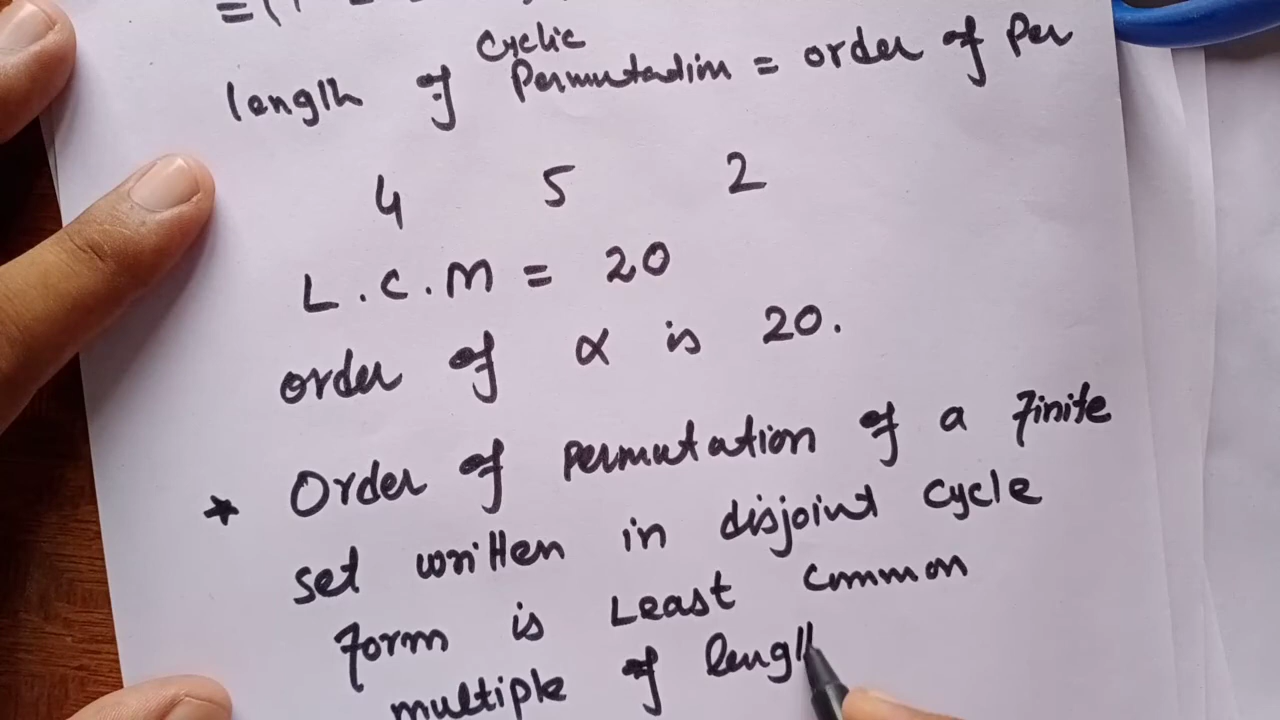 length of Cyclic Permutation = order of Per
4 5 2
L.C.M = 20
order of α is 20.
* Order of permutation of a finite
set written in disjoint cycle
form is Least common
multiple of length